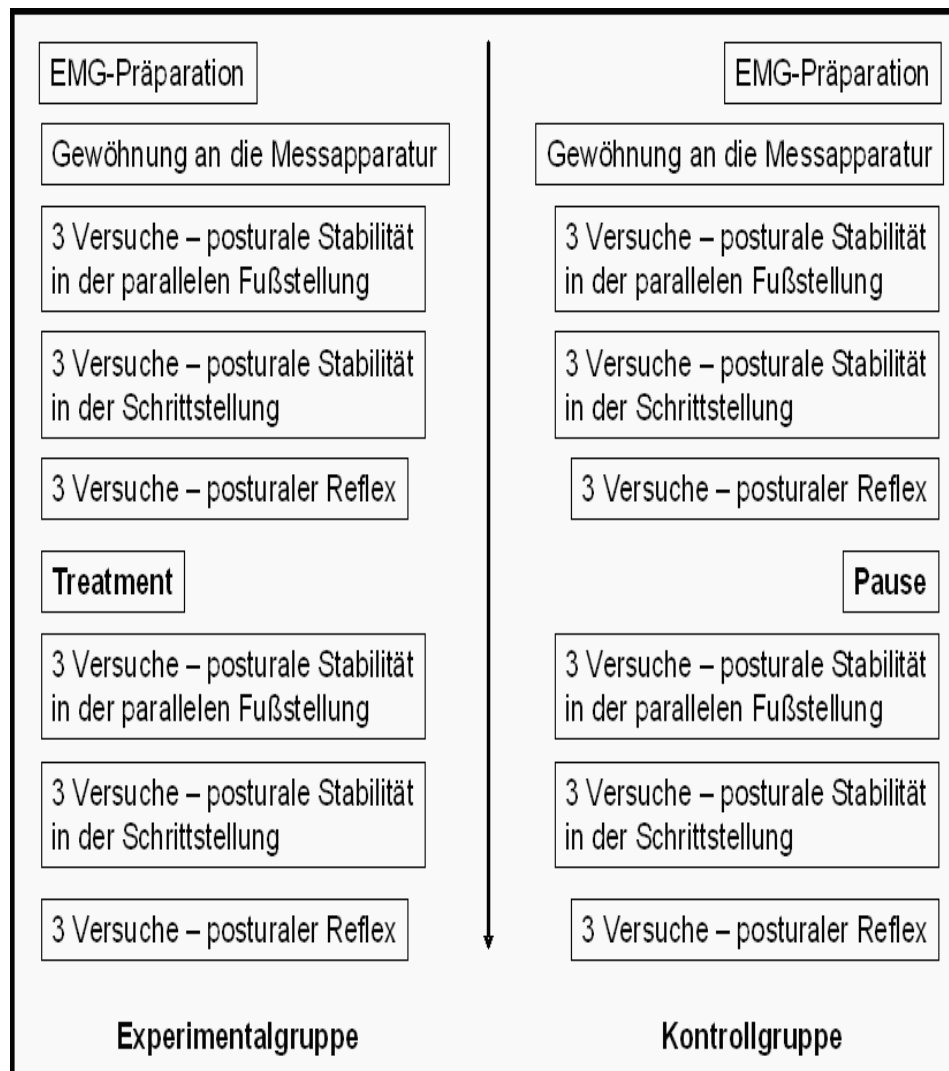 EMG-Präparation
Gewöhnung an die Messapparatur
3 Versuche – posturale Stabilität
in der parallelen Fußstellung
3 Versuche – posturale Stabilität
in der Schrittstellung
3 Versuche – posturaler Reflex
Treatment
3 Versuche – posturale Stabilität
in der parallelen Fußstellung
3 Versuche – posturale Stabilität
in der Schrittstellung
3 Versuche – posturaler Reflex
Experimentalgruppe
EMG-Präparation
Gewöhnung an die Messapparatur
3 Versuche – posturale Stabilität
in der parallelen Fußstellung
3 Versuche – posturale Stabilität
in der Schrittstellung
3 Versuche – posturaler Reflex
Pause
3 Versuche – posturale Stabilität
in der parallelen Fußstellung
3 Versuche – posturale Stabilität
in der Schrittstellung
3 Versuche – posturaler Reflex
Kontrollgruppe